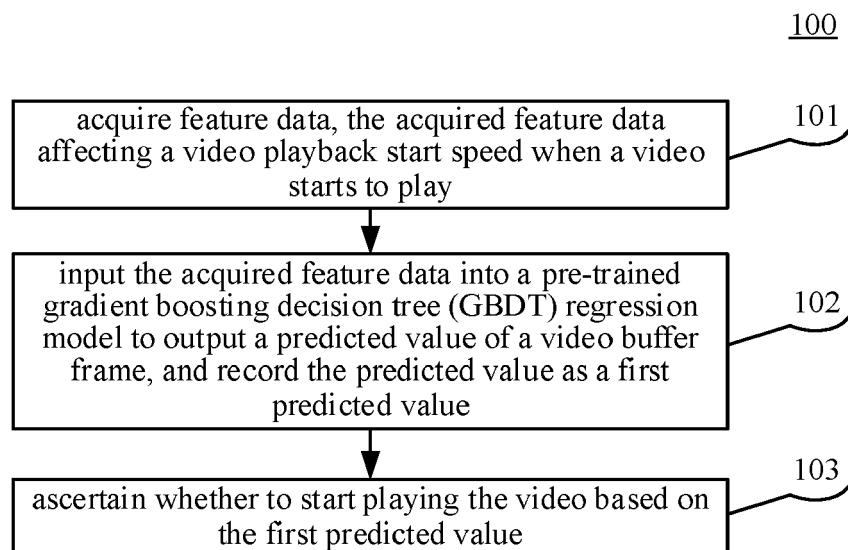 100
acquire feature data, the acquired feature data
affecting a video playback start speed when a video
starts to play
101
input the acquired feature data into a pre-trained
gradient boosting decision tree (GBDT) regression
model to output a predicted value of a video buffer
frame, and record the predicted value as a first
predicted value
102
ascertain whether to start playing the video based on
the first predicted value
103